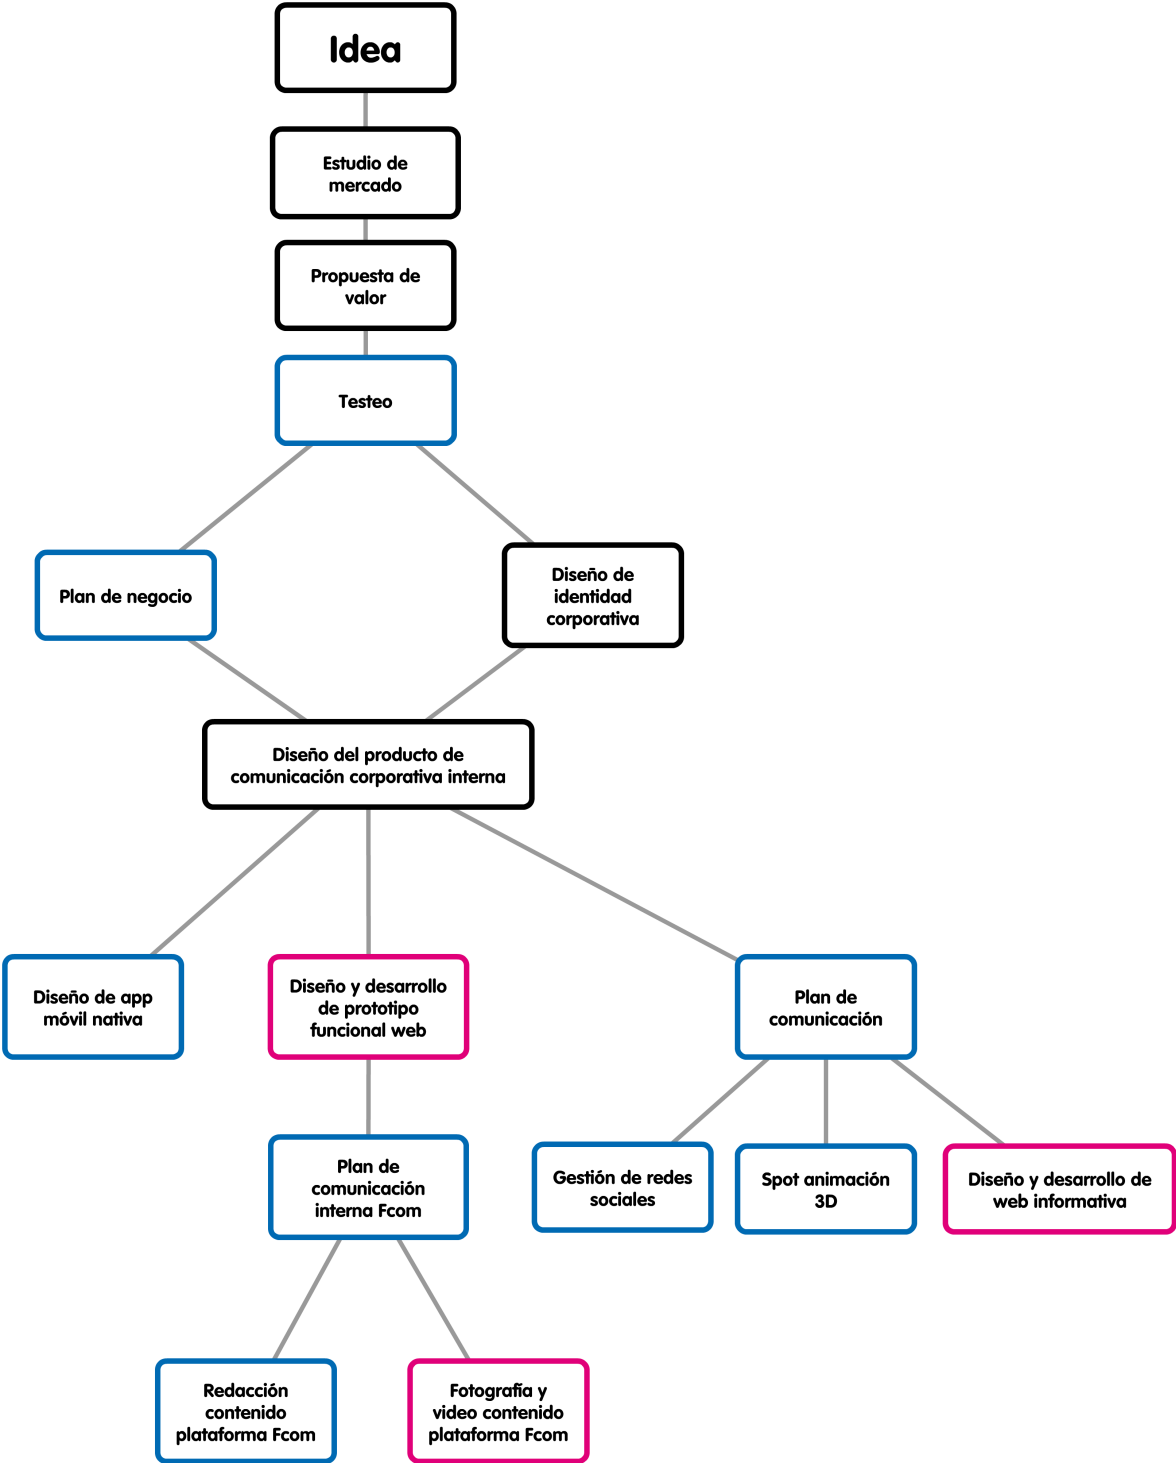 Idea
Estudio de
mercado
Propuesta de
valor
Testeo
Plan de negocio
Diseño de
identidad
corporativa
Diseño del producto de
comunicación corporativa interna
Diseño de app
móvil nativa
Diseño y desarrollo
de prototipo
funcional web
Plan de
comunicación
Plan de
comunicación
interna Fcom
Gestión de redes
sociales
Spot animación
3D
Diseño y desarrollo de
web informativa
Redacción
contenido
plataforma Fcom
Fotografía y
video contenido
plataforma Fcom